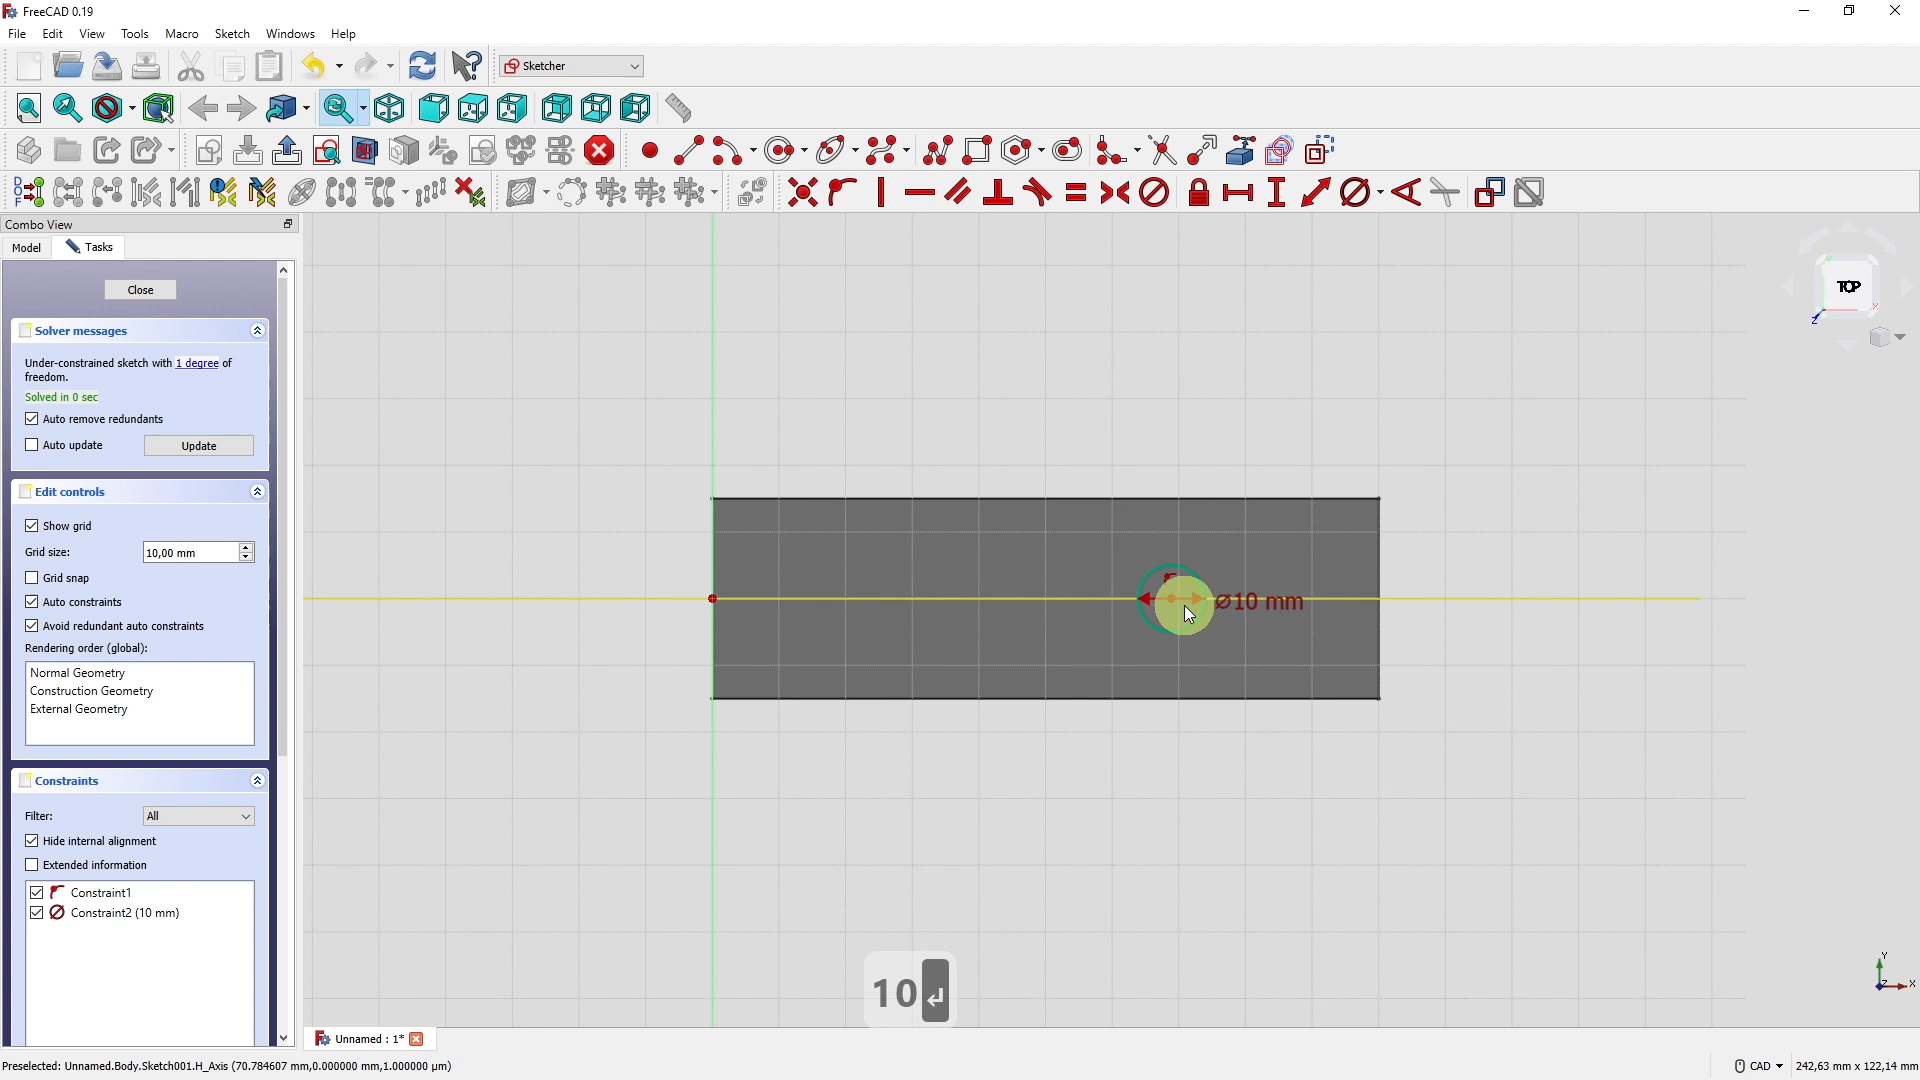 FreeCAD 0.19
File Edit View Tools Macro Sketch Windows Help
Sketcher
Combo View
Model Tasks
Close
Solver messages
Under-constrained sketch with 1 degree of
freedom.
Solved in 0 sec
Auto remove redundants
Auto update Update
Edit controls
Show grid
Grid size: 10,00 mm
Grid snap
Auto constraints
Avoid redundant auto constraints
Rendering order (global):
Normal Geometry
Construction Geometry
External Geometry
Constraints
Filter: All
Hide internal alignment
Extended information
Constraint1
Constraint2 (10 mm)
TOP
Y
X
Z
⌀10 mm
10
Y
Z X
Unnamed : 1*
Preselected: Unnamed.Body.Sketch001.H_Axis (70.784607 mm,0.000000 mm,1.000000 µm) CAD 242,63 mm x 122,14 mm